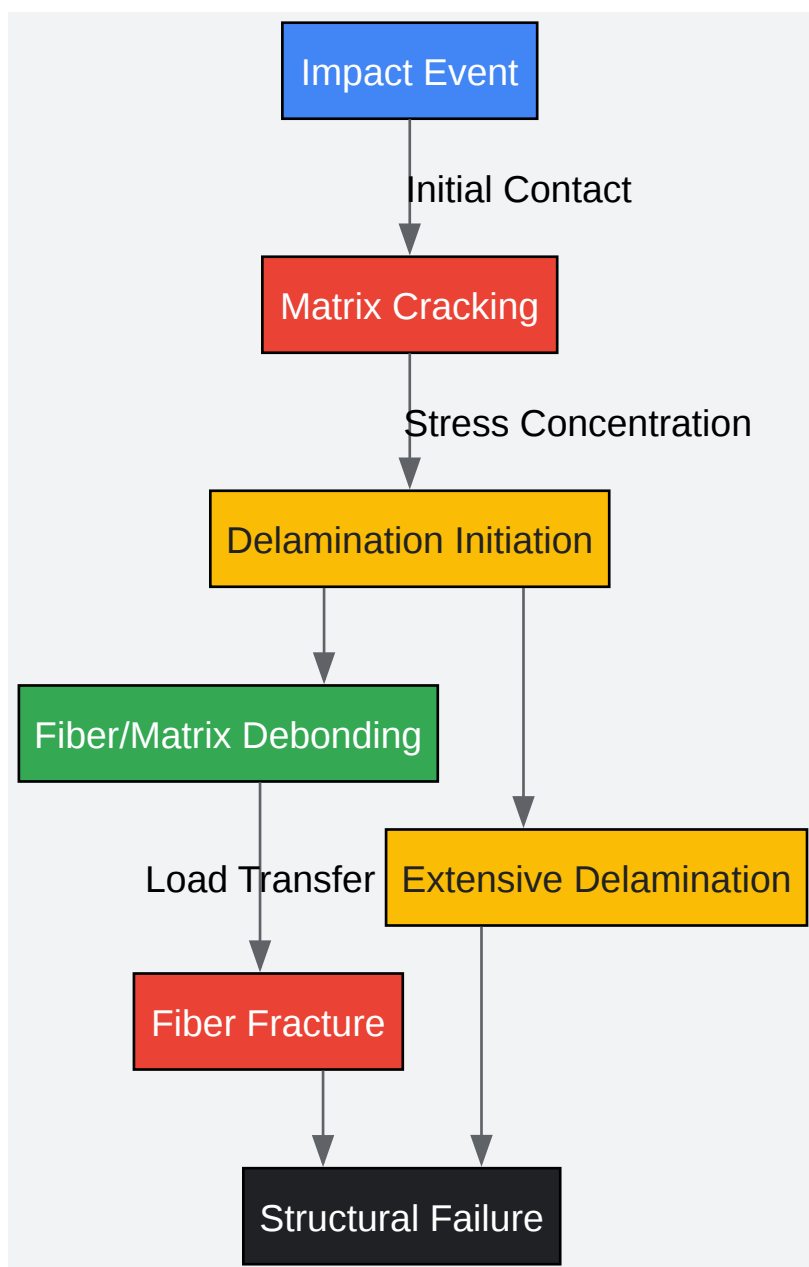 Impact Event
Initial Contact
Matrix Cracking
Stress Concentration
Delamination Initiation
Fiber/Matrix Debonding
Load Transfer
Extensive Delamination
Fiber Fracture
Structural Failure